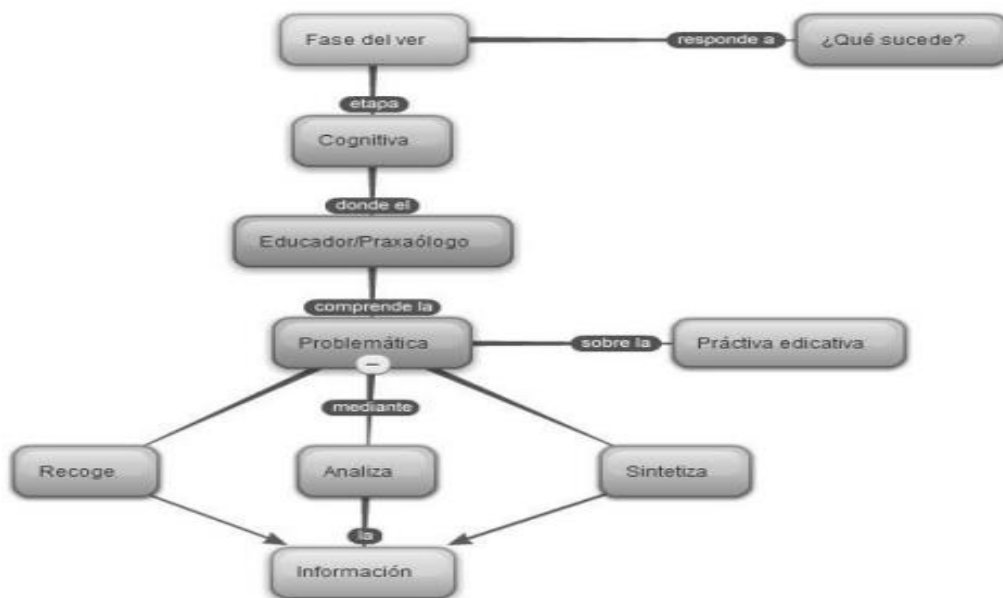 Fase del ver
responde a
¿Qué sucede?
etapa
Cognitiva
donde el
Educador/Praxaólogo
comprende la
Problemática
sobre la
Práctiva edicativa
mediante
Recoge
Analiza
Sintetiza
la
Información